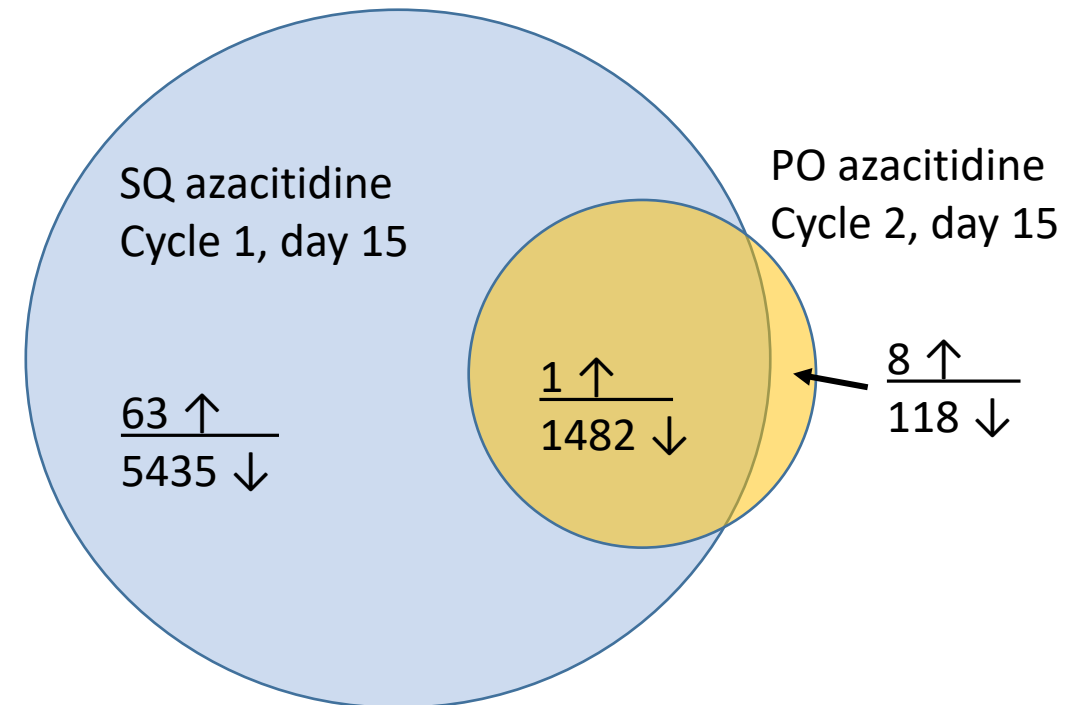 SQ azacitidine
Cycle 1, day 15
PO azacitidine
Cycle 2, day 15
63 ↑
5435 ↓
1 ↑
1482 ↓
8 ↑
118 ↓